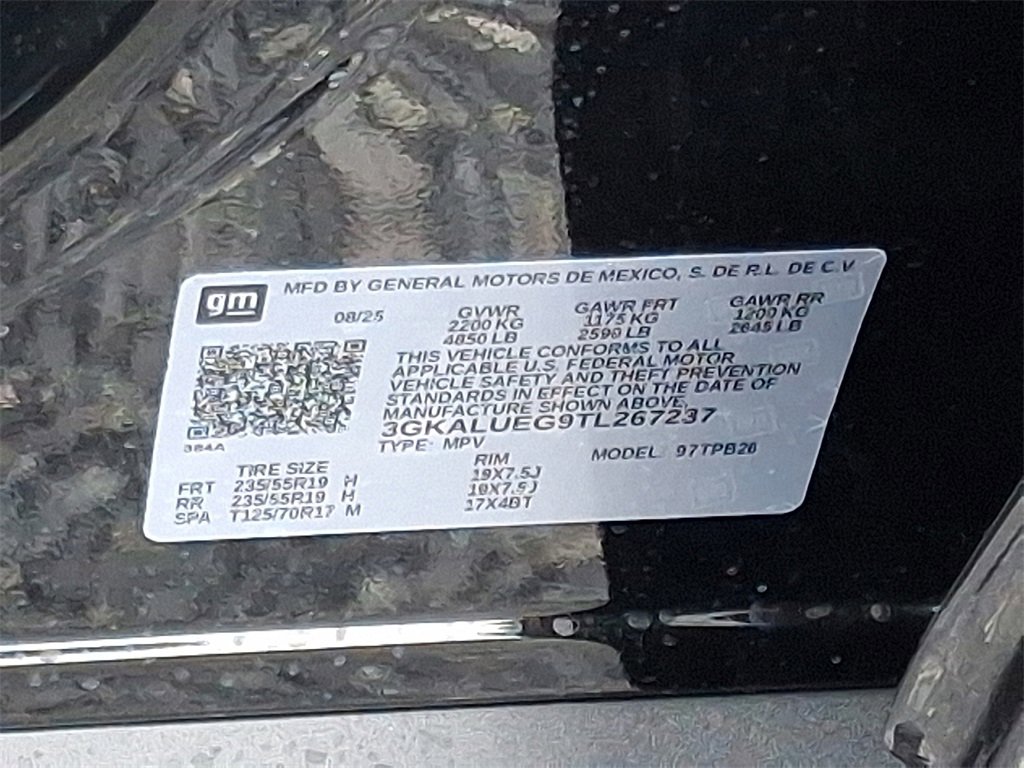 gm MFD BY GENERAL MOTORS DE MEXICO, S. DE R.L. DE C.V.
08/25 GVWR GAWR FRT GAWR RR
2200 KG 1175 KG 1200 KG
4850 LB 2590 LB 2645 LB
THIS VEHICLE CONFORMS TO ALL
APPLICABLE U.S. FEDERAL MOTOR
VEHICLE SAFETY AND THEFT PREVENTION
STANDARDS IN EFFECT ON THE DATE OF
MANUFACTURE SHOWN ABOVE.
3GKALUEG9TL267237
TYPE: MPV MODEL: 97TPB26
TIRE SIZE RIM
FRT 235/55R19 H 19X7.5J
RR 235/55R19 H 19X7.5J
SPA T125/70R17 M 17X4BT